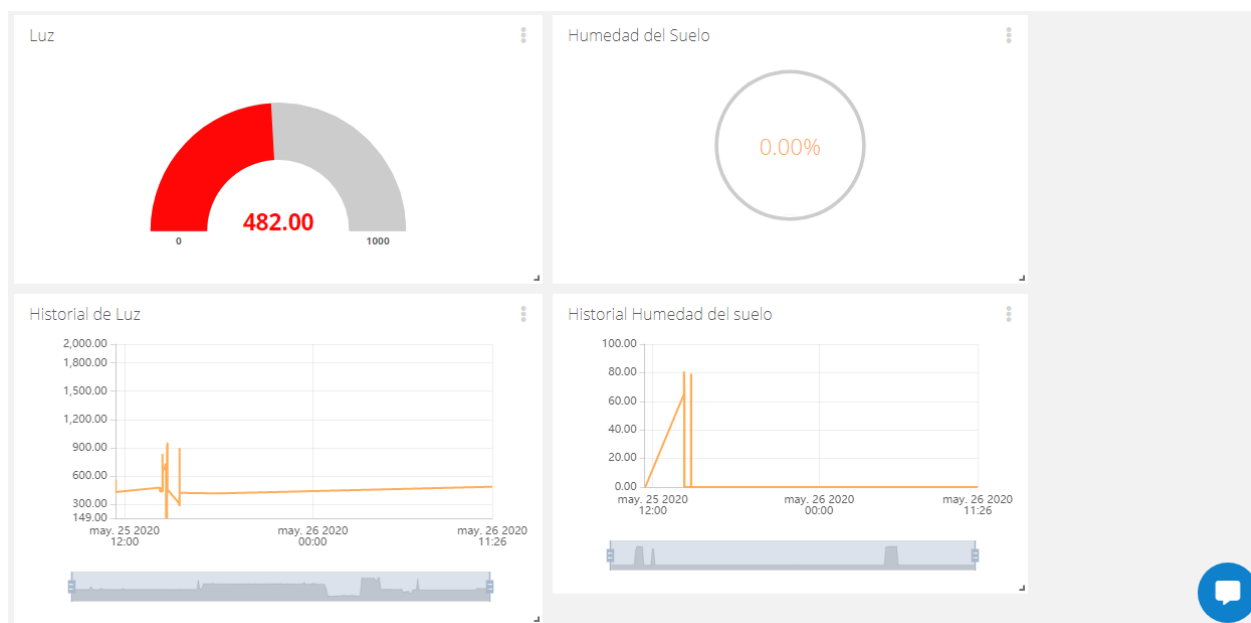 Luz
482.00
0
1000
Humedad del Suelo
0.00%
Historial de Luz
2,000.00
1,800.00
1,500.00
1,200.00
900.00
600.00
300.00
149.00
may. 25 2020
12:00
may. 26 2020
00:00
may. 26 2020
11:26
Historial Humedad del suelo
100.00
80.00
60.00
40.00
20.00
0.00
may. 25 2020
12:00
may. 26 2020
00:00
may. 26 2020
11:26